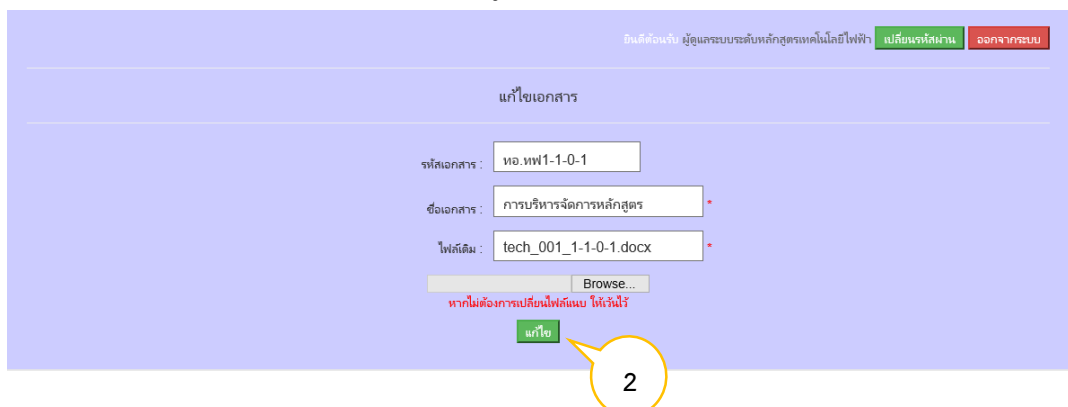 ยินดีต้อนรับ ผู้ดูแลระบบระดับหลักสูตรเทคโนโลยีไฟฟ้า เปลี่ยนรหัสผ่าน ออกจากระบบ
แก้ไขเอกสาร
รหัสเอกสาร : ทอ.ทฟ1-1-0-1
ชื่อเอกสาร : การบริหารจัดการหลักสูตร *
ไฟล์เดิม : tech_001_1-1-0-1.docx *
Browse...
หากไม่ต้องการเปลี่ยนไฟล์แนบ ให้เว้นไว้
แก้ไข
2